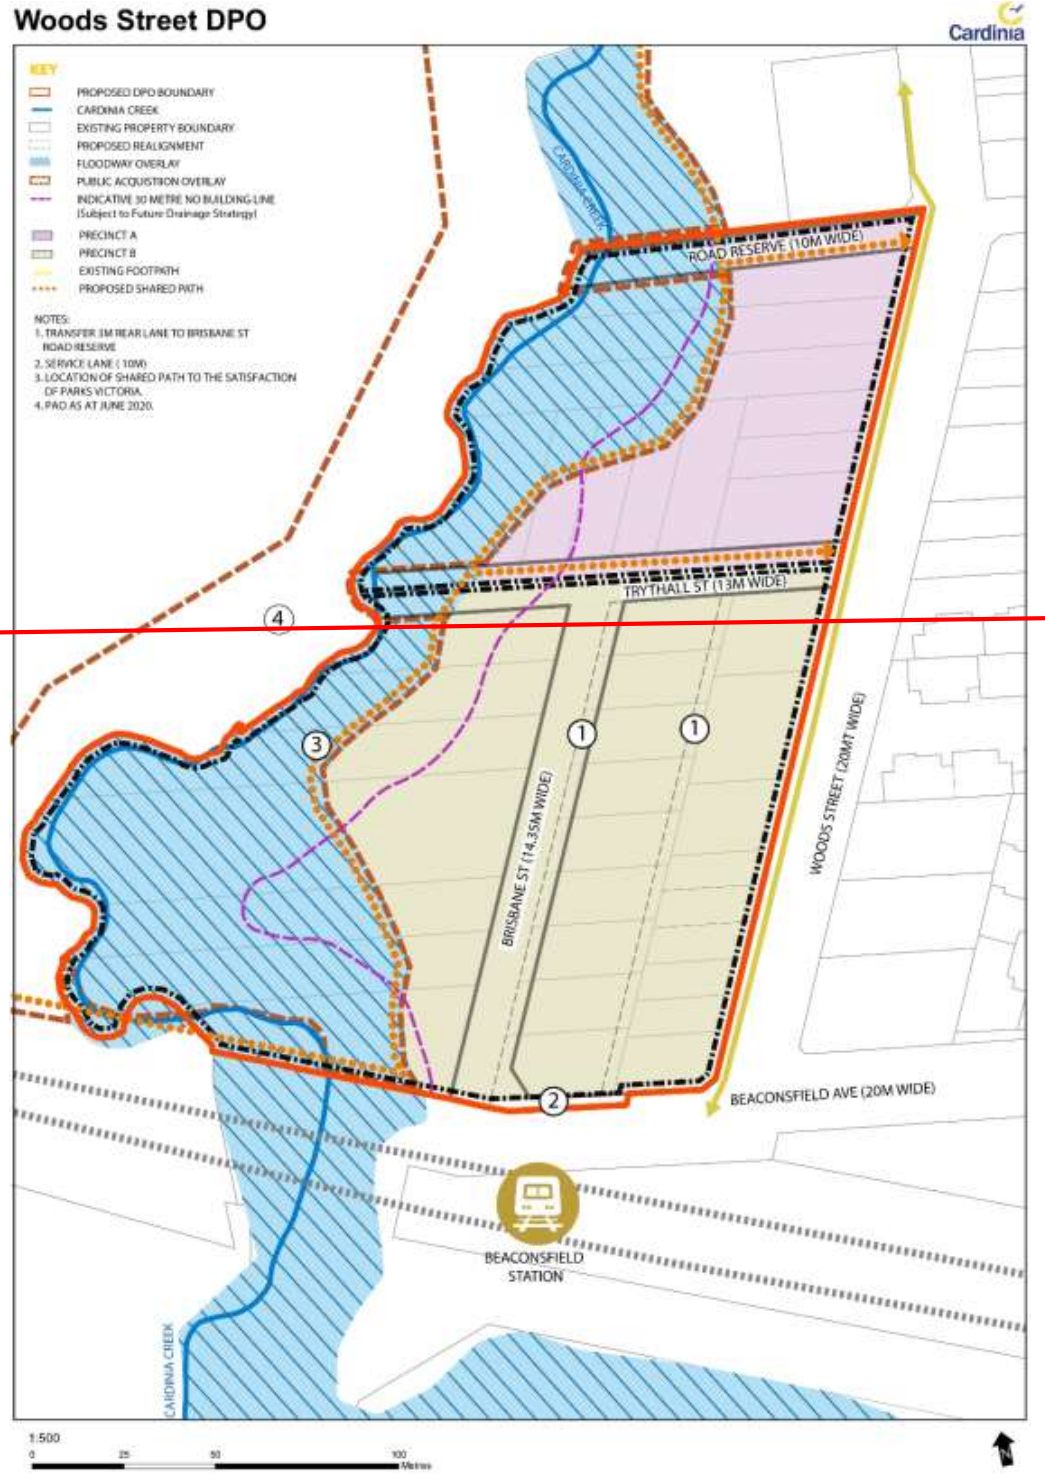 Woods Street DPO
Cardinia
KEY
PROPOSED DPO BOUNDARY
CARDINIA CREEK
EXISTING PROPERTY BOUNDARY
PROPOSED REALIGNMENT
FLOODWAY OVERLAY
PUBLIC ACQUISTIION OVERLAY
INDICATIVE 30 METRE NO BUILDING LINE
(Subject to Future Drainage Strategy)
PRECINCT A
PRECINCT B
EXISTING FOOTPATH
PROPOSED SHARED PATH
NOTES:
1. TRANSFER 3M REAR LANE TO BRISBANE ST
ROAD RESERVE
2. SERVICE LANE ( 10M)
3. LOCATION OF SHARED PATH TO THE SATISFACTION
OF PARKS VICTORIA.
4. PAO AS AT JUNE 2020.
CARDINIA CREEK
ROAD RESERVE (10M WIDE)
TRYTHALL ST (13M WIDE)
4
3
1
1
BRISBANE ST (14.35M WIDE)
WOODS STREET (20MT WIDE)
2
BEACONSFIELD AVE (20M WIDE)
BEACONSFIELD
STATION
CARDINIA CREEK
1:500
0 25 50 100
Metres
N